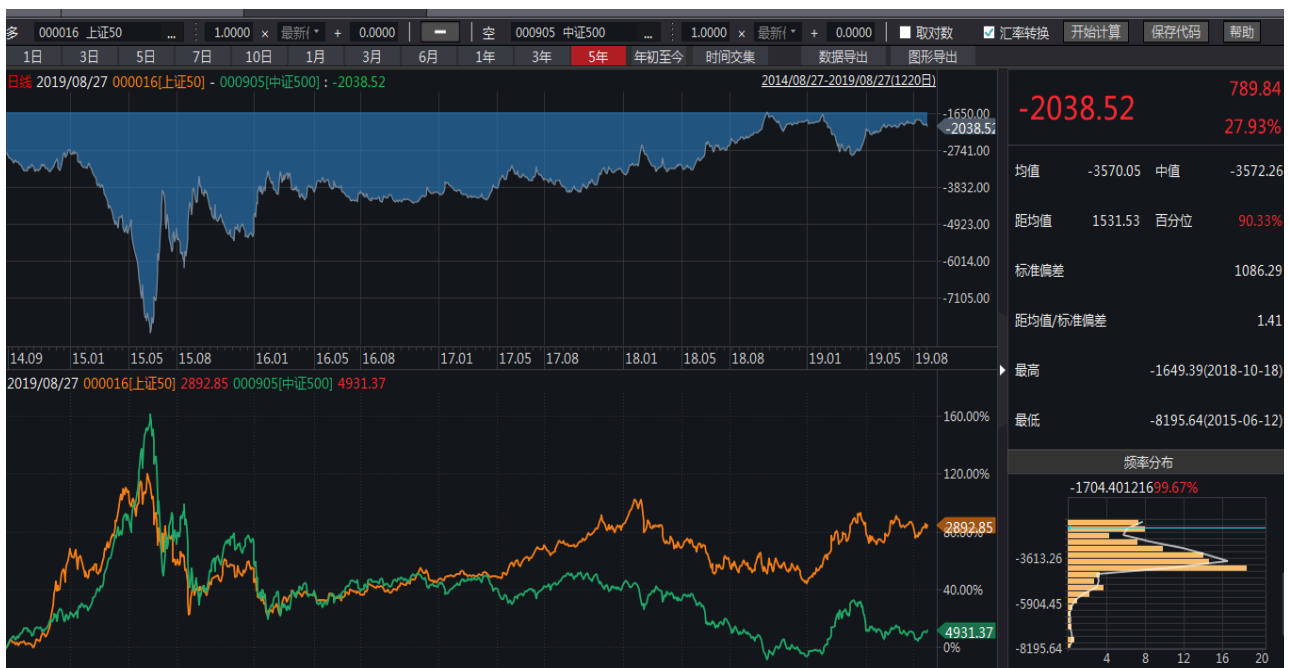 多 000016 上证50 ... 1.0000 × 最新 + 0.0000 空 000905 中证500 ... 1.0000 × 最新 + 0.0000 取对数 汇率转换 开始计算 保存代码 帮助
1日 3日 5日 7日 10日 1月 3月 6月 1年 3年 5年 年初至今 时间交集 数据导出 图形导出
日线 2019/08/27 000016[上证50] - 000905[中证500] : -2038.52 2014/08/27-2019/08/27(1220日)
-1650.00
-2038.52
-2741.00
-3832.00
-4923.00
-6014.00
-7105.00
14.09 15.01 15.05 15.08 16.01 16.05 16.08 17.01 17.05 17.08 18.01 18.05 18.08 19.01 19.05 19.08
2019/08/27 000016[上证50] 2892.85 000905[中证500] 4931.37
160.00%
120.00%
2892.85
80.00%
40.00%
4931.37
0%
-2038.52 789.84
27.93%
均值 -3570.05 中值 -3572.26
距均值 1531.53 百分位 90.33%
标准偏差 1086.29
距均值/标准偏差 1.41
最高 -1649.39(2018-10-18)
最低 -8195.64(2015-06-12)
频率分布
-1704.40121699.67%
-3613.26
-5904.45
-8195.64
4 8 12 16 20